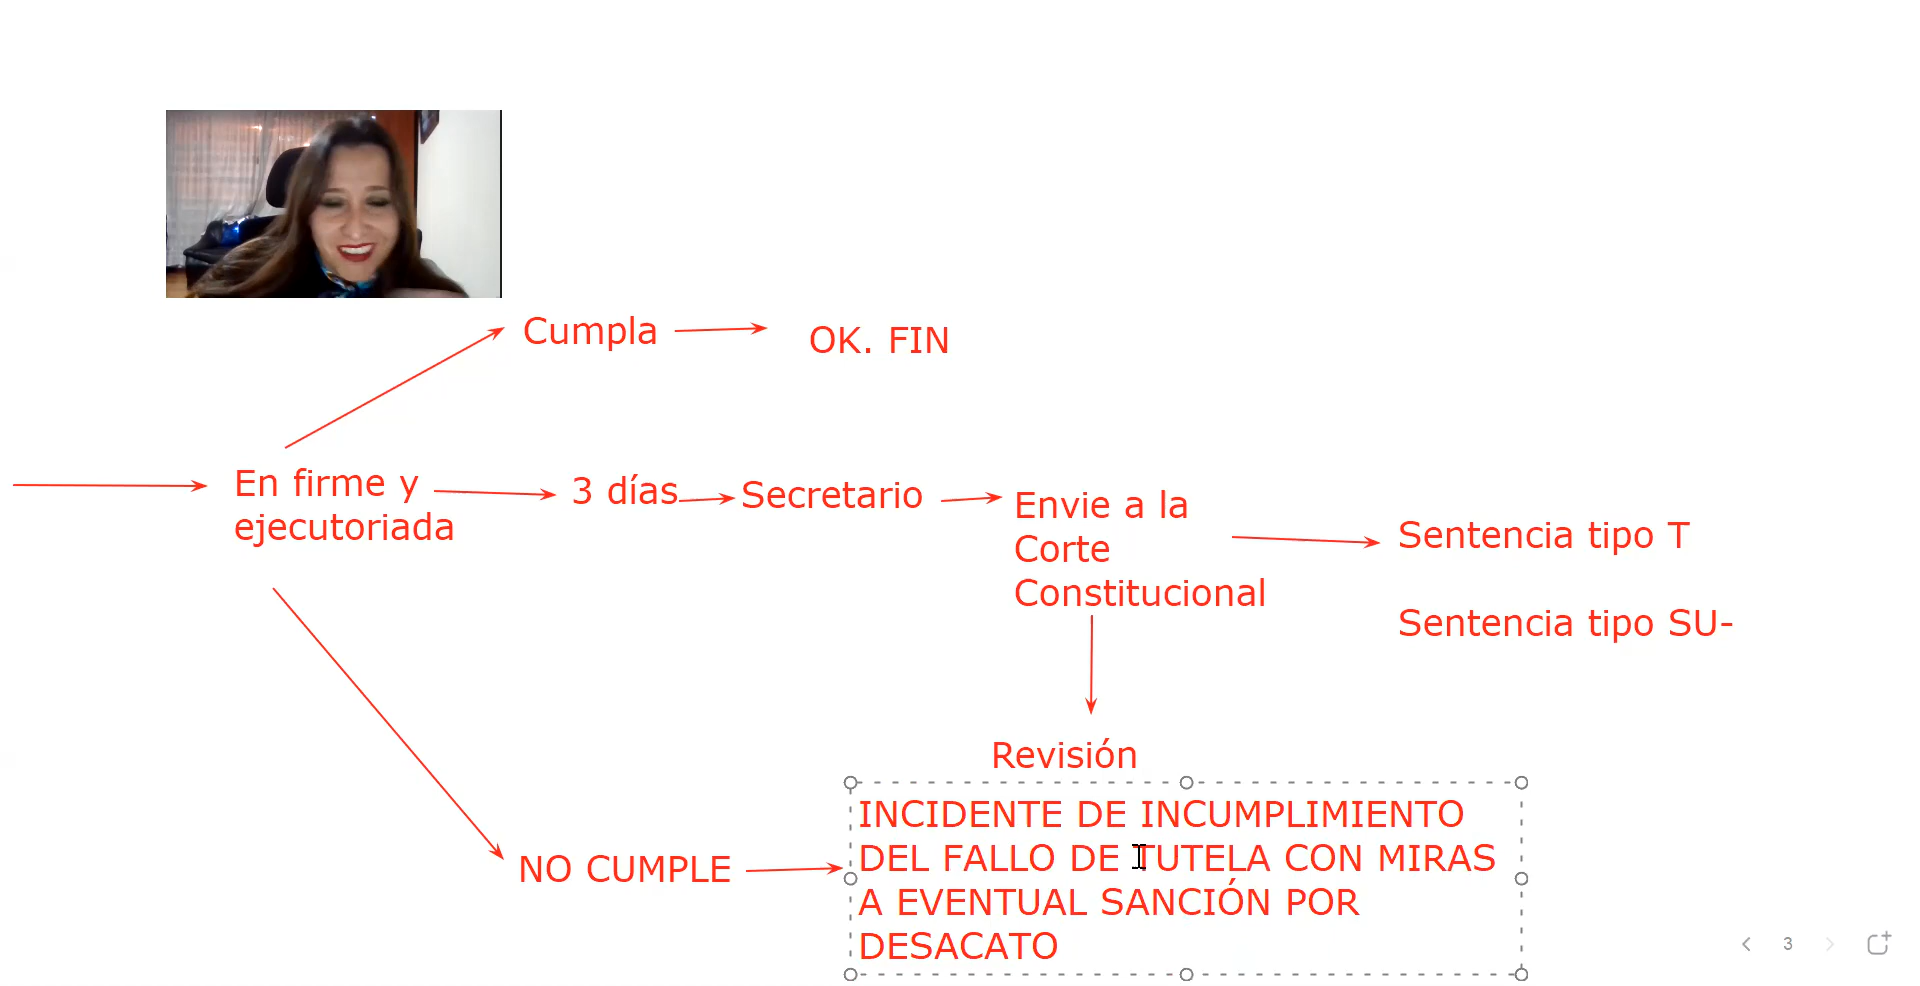 Cumpla
OK. FIN
En firme y
ejecutoriada
3 días
Secretario
Envie a la
Corte
Constitucional
Sentencia tipo T
Sentencia tipo SU-
Revisión
NO CUMPLE
INCIDENTE DE INCUMPLIMIENTO
DEL FALLO DE TUTELA CON MIRAS
A EVENTUAL SANCIÓN POR
DESACATO
3